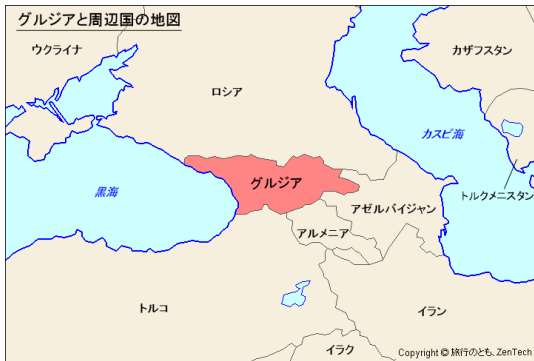 グルジアと周辺国の地図
ウクライナ
カザフスタン
ロシア
カスピ海
グルジア
黒海
トルクメニスタン
アゼルバイジャン
アルメニア
トルコ
イラン
イラク
Copyright © 旅行のとも、ZenTech